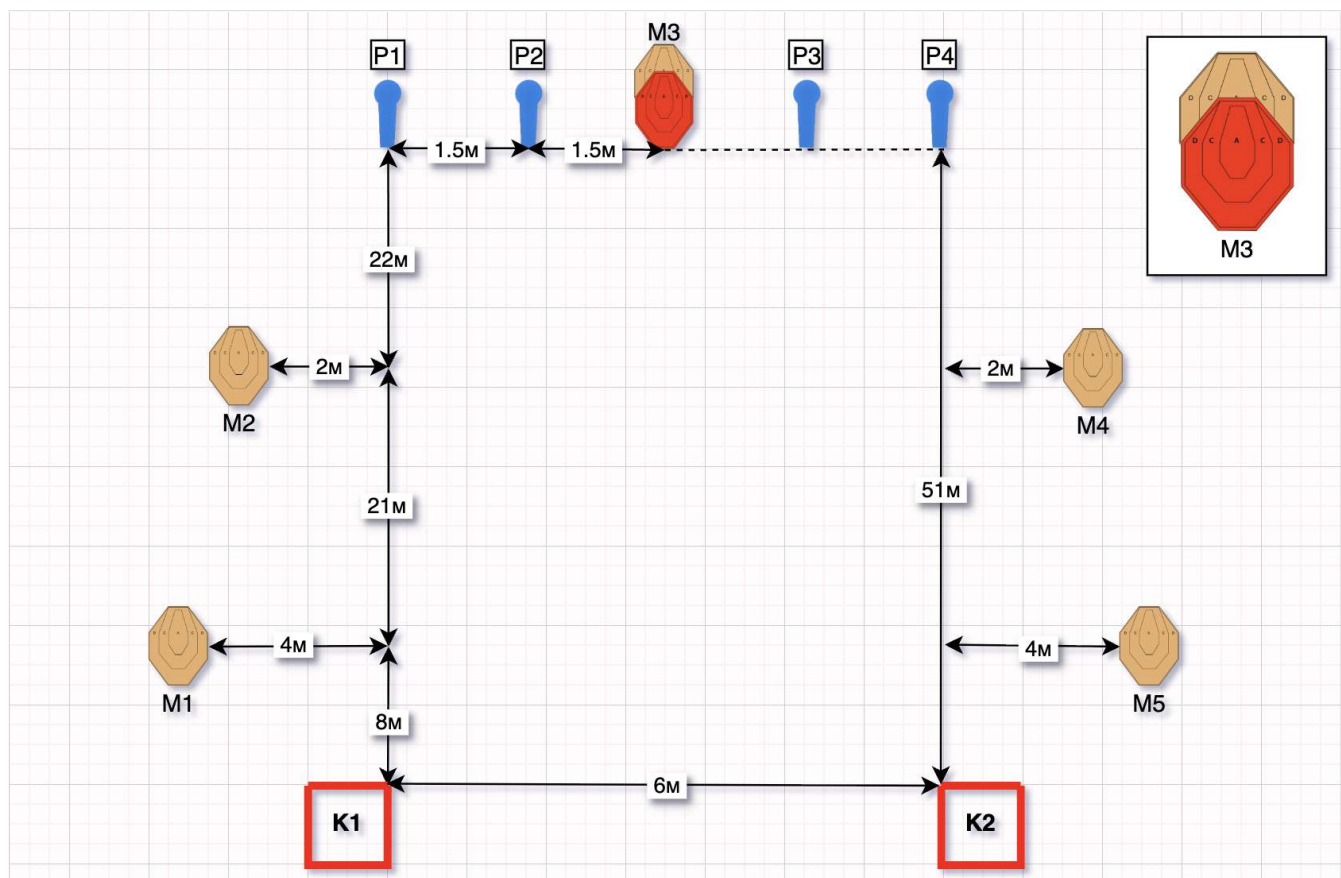 M3
P1
P2
P3
P4
D C A C D
D C A C D
D C A C D
D C A C D
1.5м
1.5м
M3
22м
D C A C D
2м
M2
D C A C D
2м
M4
51м
21м
D C A C D
4м
M1
D C A C D
4м
M5
8м
6м
K1
K2